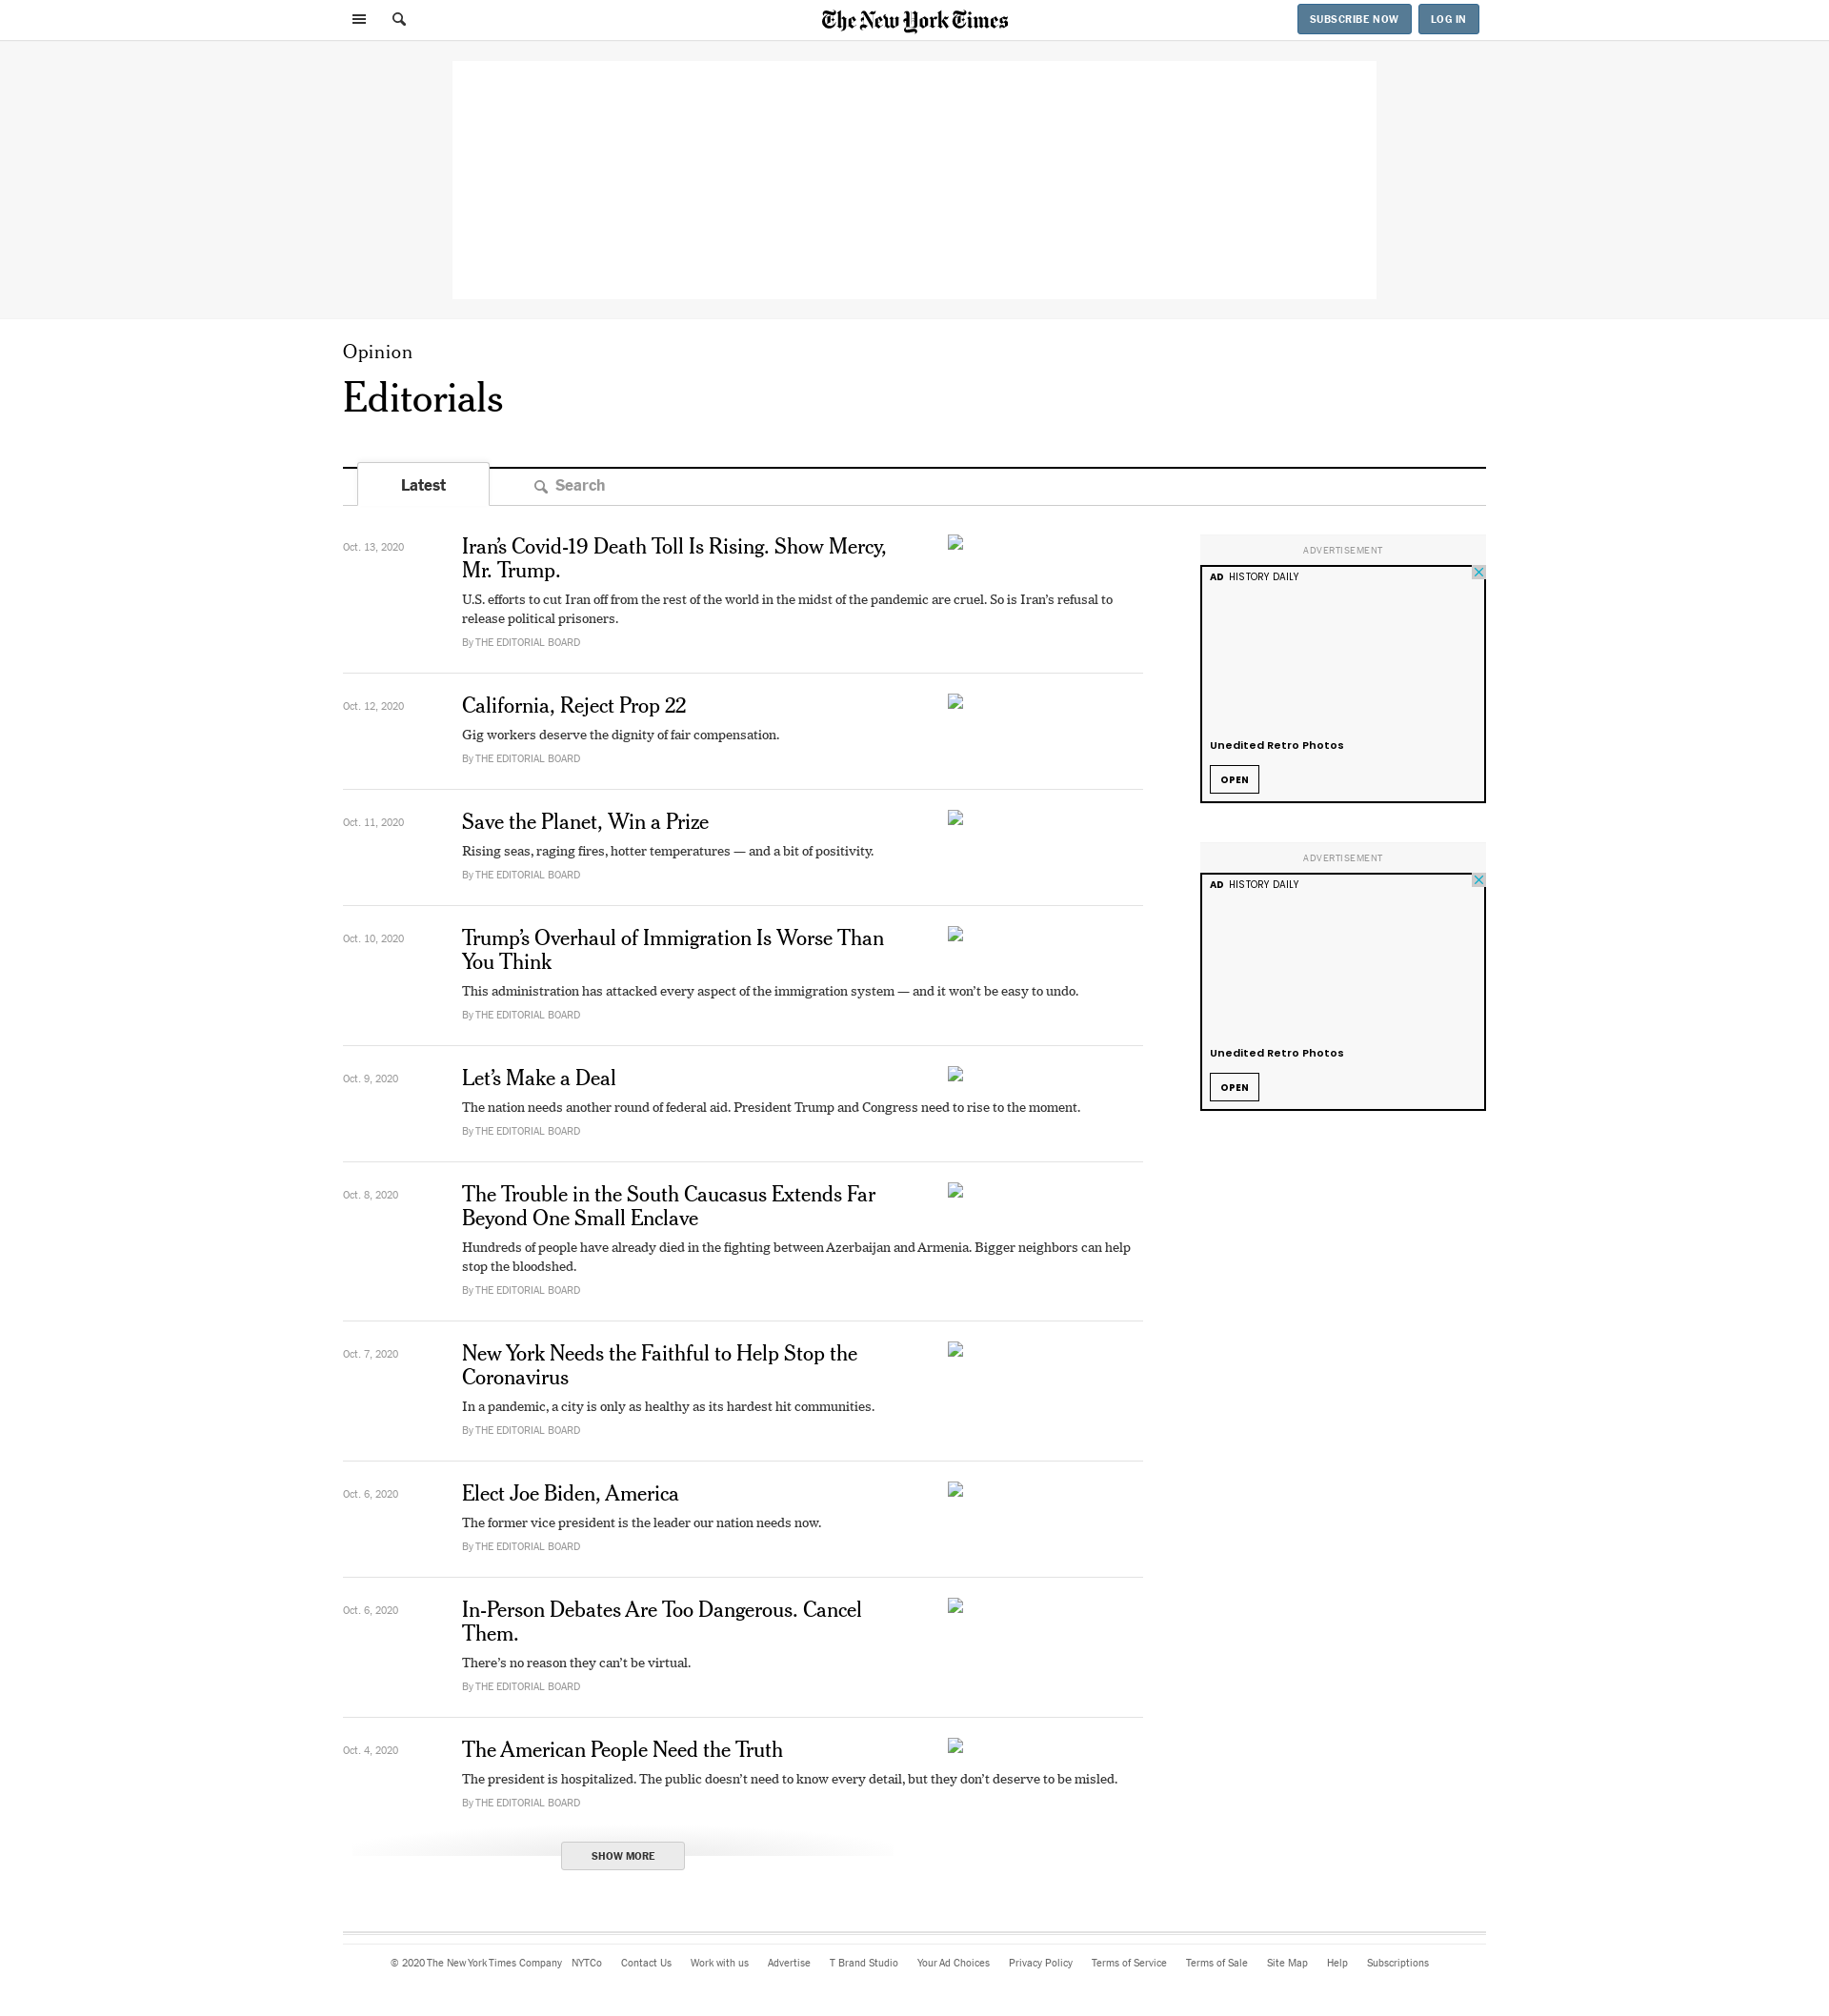 The New York Times
SUBSCRIBE NOW
LOG IN
Opinion
Editorials
Latest
Search
Oct. 13, 2020
Iran’s Covid-19 Death Toll Is Rising. Show Mercy,
Mr. Trump.
U.S. efforts to cut Iran off from the rest of the world in the midst of the pandemic are cruel. So is Iran’s refusal to
release political prisoners.
By THE EDITORIAL BOARD
Oct. 12, 2020
California, Reject Prop 22
Gig workers deserve the dignity of fair compensation.
By THE EDITORIAL BOARD
Oct. 11, 2020
Save the Planet, Win a Prize
Rising seas, raging fires, hotter temperatures — and a bit of positivity.
By THE EDITORIAL BOARD
Oct. 10, 2020
Trump’s Overhaul of Immigration Is Worse Than
You Think
This administration has attacked every aspect of the immigration system — and it won’t be easy to undo.
By THE EDITORIAL BOARD
Oct. 9, 2020
Let’s Make a Deal
The nation needs another round of federal aid. President Trump and Congress need to rise to the moment.
By THE EDITORIAL BOARD
Oct. 8, 2020
The Trouble in the South Caucasus Extends Far
Beyond One Small Enclave
Hundreds of people have already died in the fighting between Azerbaijan and Armenia. Bigger neighbors can help
stop the bloodshed.
By THE EDITORIAL BOARD
Oct. 7, 2020
New York Needs the Faithful to Help Stop the
Coronavirus
In a pandemic, a city is only as healthy as its hardest hit communities.
By THE EDITORIAL BOARD
Oct. 6, 2020
Elect Joe Biden, America
The former vice president is the leader our nation needs now.
By THE EDITORIAL BOARD
Oct. 6, 2020
In-Person Debates Are Too Dangerous. Cancel
Them.
There’s no reason they can’t be virtual.
By THE EDITORIAL BOARD
Oct. 4, 2020
The American People Need the Truth
The president is hospitalized. The public doesn’t need to know every detail, but they don’t deserve to be misled.
By THE EDITORIAL BOARD
SHOW MORE
ADVERTISEMENT
AD HISTORY DAILY
Unedited Retro Photos
OPEN
ADVERTISEMENT
AD HISTORY DAILY
Unedited Retro Photos
OPEN
© 2020 The New York Times Company NYTCo Contact Us Work with us Advertise T Brand Studio Your Ad Choices Privacy Policy Terms of Service Terms of Sale Site Map Help Subscriptions